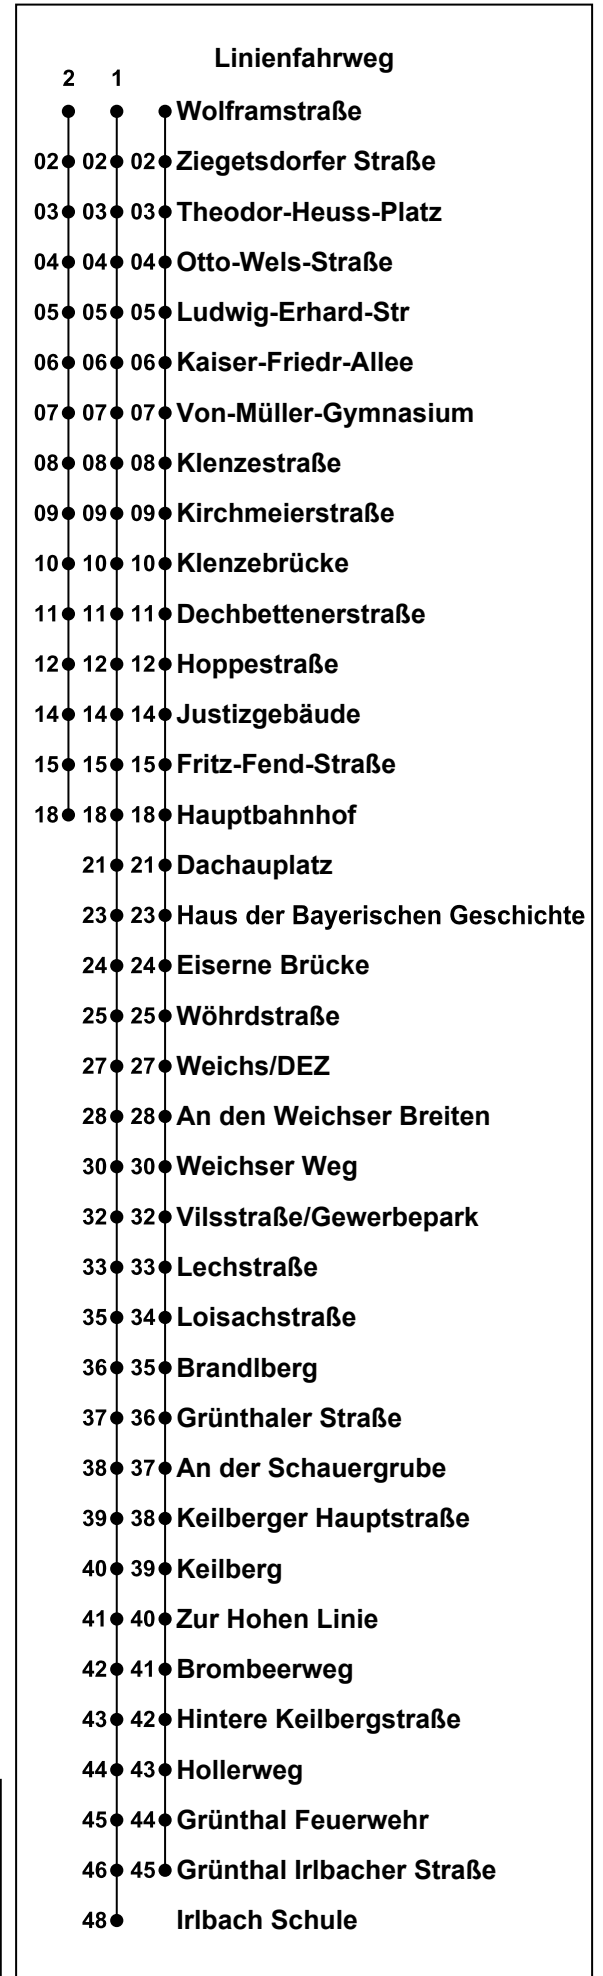 Linienfahrweg
2 1
Wolframstraße
02 02 02 Ziegetsdorfer Straße
03 03 03 Theodor-Heuss-Platz
04 04 04 Otto-Wels-Straße
05 05 05 Ludwig-Erhard-Str
06 06 06 Kaiser-Friedr-Allee
07 07 07 Von-Müller-Gymnasium
08 08 08 Klenzestraße
09 09 09 Kirchmeierstraße
10 10 10 Klenzebrücke
11 11 11 Dechbettenerstraße
12 12 12 Hoppestraße
14 14 14 Justizgebäude
15 15 15 Fritz-Fend-Straße
18 18 18 Hauptbahnhof
21 21 Dachauplatz
23 23 Haus der Bayerischen Geschichte
24 24 Eiserne Brücke
25 25 Wöhrdstraße
27 27 Weichs/DEZ
28 28 An den Weichser Breiten
30 30 Weichser Weg
32 32 Vilsstraße/Gewerbepark
33 33 Lechstraße
35 34 Loisachstraße
36 35 Brandlberg
37 36 Grünthaler Straße
38 37 An der Schauergrube
39 38 Keilberger Hauptstraße
40 39 Keilberg
41 40 Zur Hohen Linie
42 41 Brombeerweg
43 42 Hintere Keilbergstraße
44 43 Hollerweg
45 44 Grünthal Feuerwehr
46 45 Grünthal Irlbacher Straße
48 Irlbach Schule